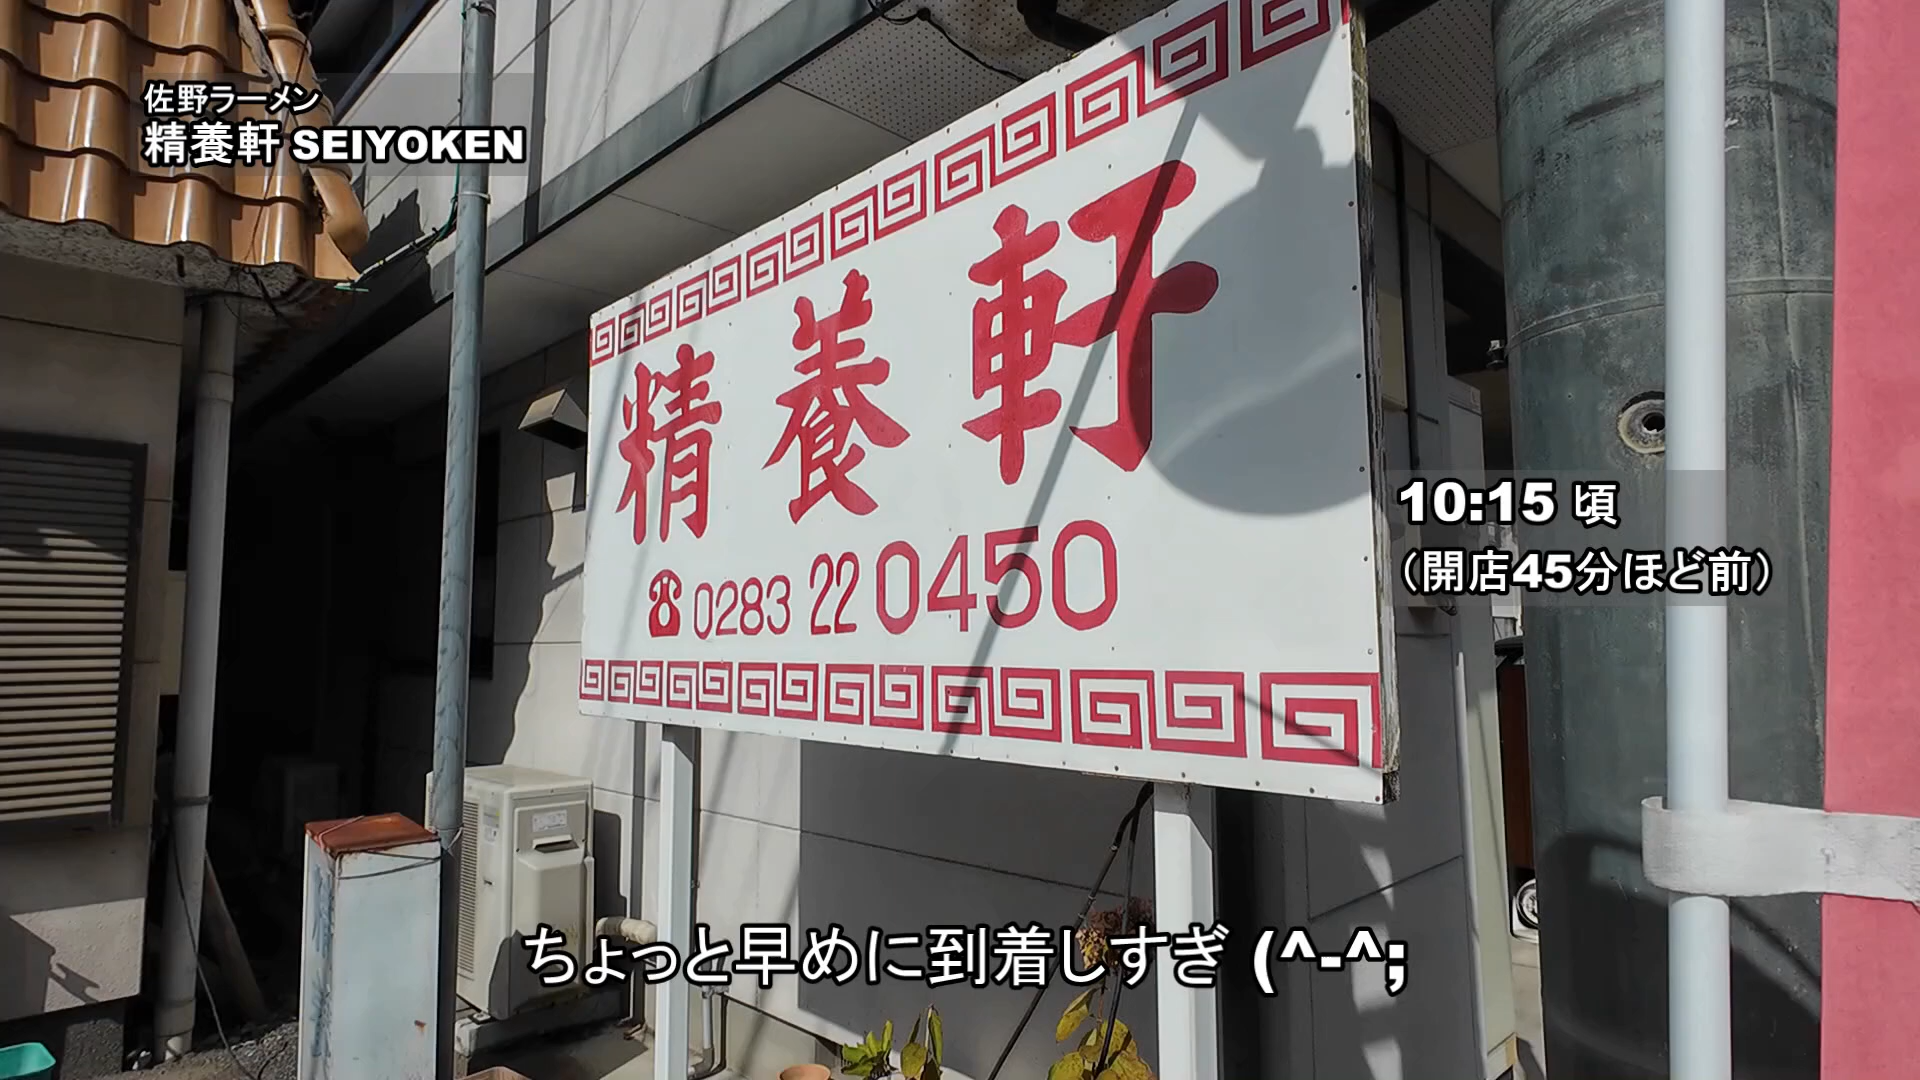 佐野ラーメン
精養軒 SEIYOKEN
精養軒
☎0283 22 0450
10:15 頃
（開店45分ほど前）
ちょっと早めに到着しすぎ (^-^;